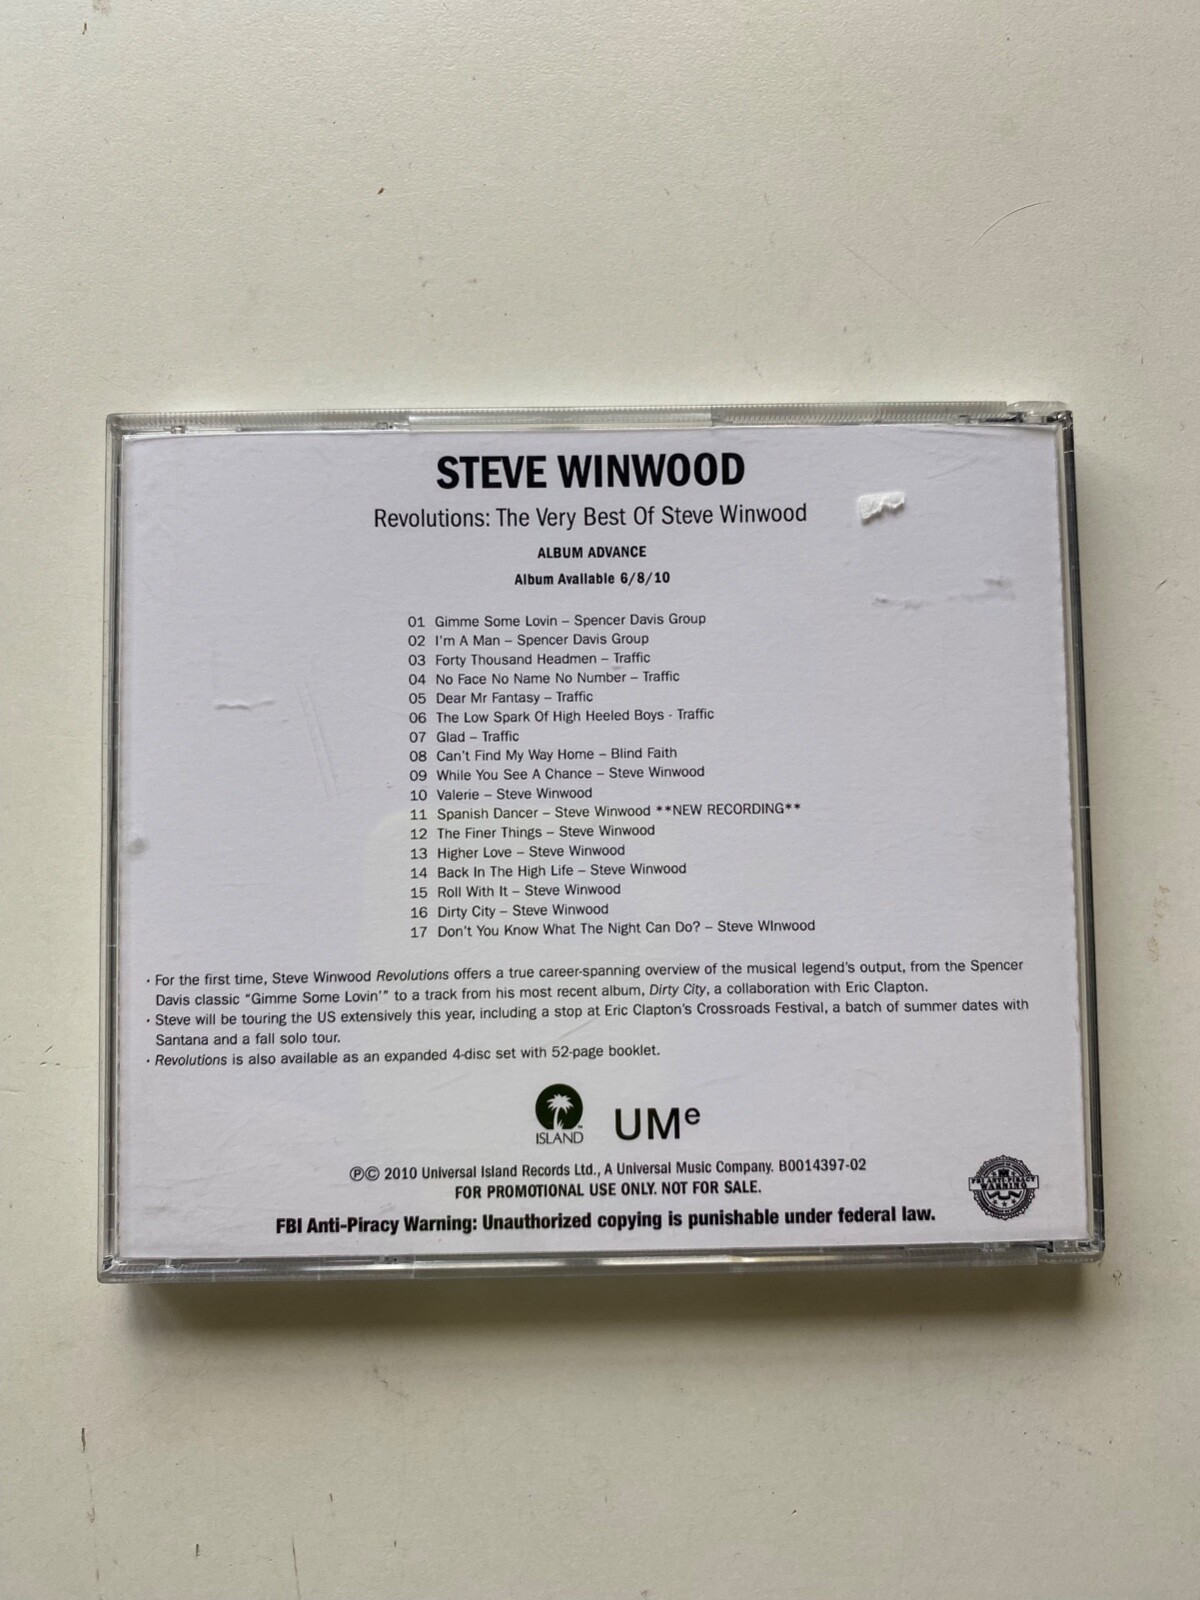 STEVE WINWOOD
Revolutions: The Very Best Of Steve Winwood
ALBUM ADVANCE
Album Available 6/8/10
01 Gimme Some Lovin – Spencer Davis Group
02 I'm A Man – Spencer Davis Group
03 Forty Thousand Headmen – Traffic
04 No Face No Name No Number – Traffic
05 Dear Mr Fantasy – Traffic
06 The Low Spark Of High Heeled Boys - Traffic
07 Glad – Traffic
08 Can't Find My Way Home – Blind Faith
09 While You See A Chance – Steve Winwood
10 Valerie – Steve Winwood
11 Spanish Dancer – Steve Winwood **NEW RECORDING**
12 The Finer Things – Steve Winwood
13 Higher Love – Steve Winwood
14 Back In The High Life – Steve Winwood
15 Roll With It – Steve Winwood
16 Dirty City – Steve Winwood
17 Don't You Know What The Night Can Do? – Steve WInwood
· For the first time, Steve Winwood Revolutions offers a true career-spanning overview of the musical legend's output, from the Spencer
Davis classic "Gimme Some Lovin'" to a track from his most recent album, Dirty City, a collaboration with Eric Clapton.
· Steve will be touring the US extensively this year, including a stop at Eric Clapton's Crossroads Festival, a batch of summer dates with
Santana and a fall solo tour.
· Revolutions is also available as an expanded 4-disc set with 52-page booklet.
ISLAND
UMe
℗© 2010 Universal Island Records Ltd., A Universal Music Company. B0014397-02
FOR PROMOTIONAL USE ONLY. NOT FOR SALE.
FBI ANTI-PIRACY
WARNING
FBI Anti-Piracy Warning: Unauthorized copying is punishable under federal law.